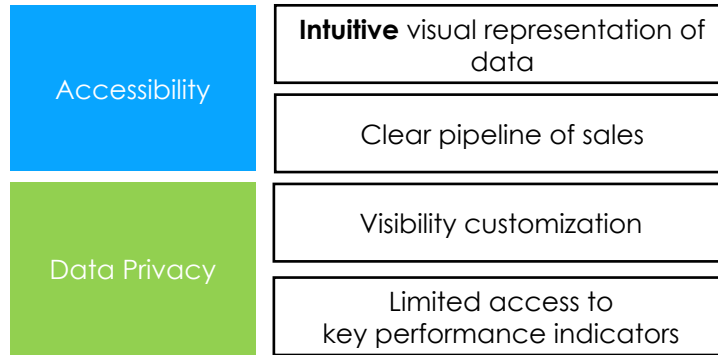 Accessibility
Intuitive visual representation of
data
Clear pipeline of sales
Data Privacy
Visibility customization
Limited access to
key performance indicators